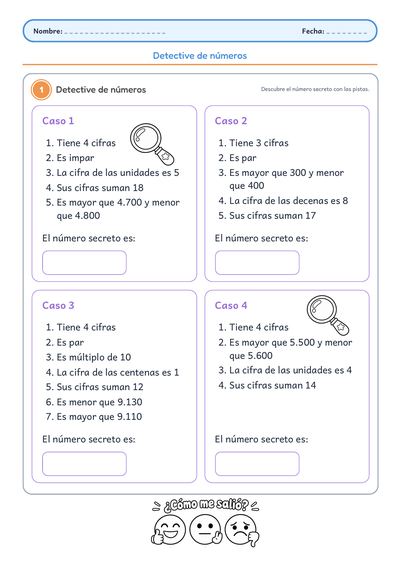 Nombre: _ _ _ _ _ _ _ _ _ _ _ _ _ _ _ _ _ _ _ _ Fecha: _ _ _ _ _ _ _ _
Detective de números
1 Detective de números
Descubre el número secreto con las pistas.
Caso 1
1. Tiene 4 cifras
2. Es impar
3. La cifra de las unidades es 5
4. Sus cifras suman 18
5. Es mayor que 4.700 y menor
que 4.800
El número secreto es:
Caso 2
1. Tiene 3 cifras
2. Es par
3. Es mayor que 300 y menor
que 400
4. La cifra de las decenas es 8
5. Sus cifras suman 17
El número secreto es:
Caso 3
1. Tiene 4 cifras
2. Es par
3. Es múltiplo de 10
4. La cifra de las centenas es 1
5. Sus cifras suman 12
6. Es menor que 9.130
7. Es mayor que 9.110
El número secreto es:
Caso 4
1. Tiene 4 cifras
2. Es mayor que 5.500 y menor
que 5.600
3. La cifra de las unidades es 4
4. Sus cifras suman 14
El número secreto es:
¿Cómo me salió?